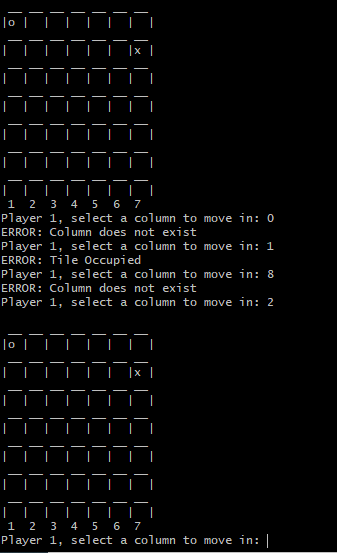 __ __ __ __ __ __ __
|o |  |  |  |  |  |  |
__ __ __ __ __ __ __
|  |  |  |  |  |  |x |
__ __ __ __ __ __ __
|  |  |  |  |  |  |  |
__ __ __ __ __ __ __
|  |  |  |  |  |  |  |
__ __ __ __ __ __ __
|  |  |  |  |  |  |  |
__ __ __ __ __ __ __
|  |  |  |  |  |  |  |
__ __ __ __ __ __ __
|  |  |  |  |  |  |  |
1 2 3 4 5 6 7
Player 1, select a column to move in: 0
ERROR: Column does not exist
Player 1, select a column to move in: 1
ERROR: Tile Occupied
Player 1, select a column to move in: 8
ERROR: Column does not exist
Player 1, select a column to move in: 2
__ __ __ __ __ __ __
|o |  |  |  |  |  |  |
__ __ __ __ __ __ __
|  |  |  |  |  |  |x |
__ __ __ __ __ __ __
|  |  |  |  |  |  |  |
__ __ __ __ __ __ __
|  |  |  |  |  |  |  |
__ __ __ __ __ __ __
|  |  |  |  |  |  |  |
__ __ __ __ __ __ __
|  |  |  |  |  |  |  |
__ __ __ __ __ __ __
|  |  |  |  |  |  |  |
1 2 3 4 5 6 7
Player 1, select a column to move in: